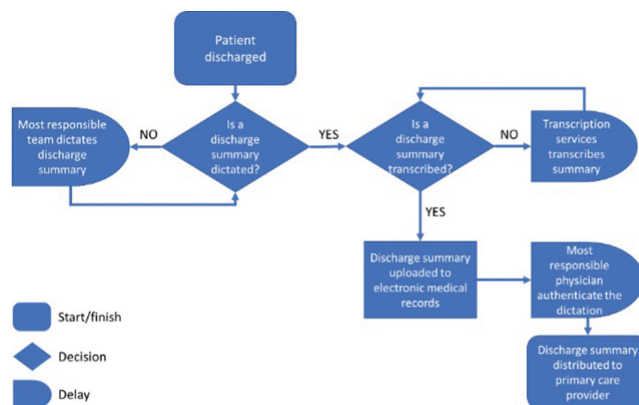 Patient
discharged
Most responsible
team dictates
discharge
summary
NO
Is a
discharge
summary
dictated?
YES
Is a
discharge
summary
transcribed?
NO
Transcription
services
transcribes
summary
YES
Discharge summary
uploaded to
electronic medical
records
Most
responsible
physician
authenticate the
dictation
Discharge summary
distributed to
primary care
provider
Start/finish
Decision
Delay